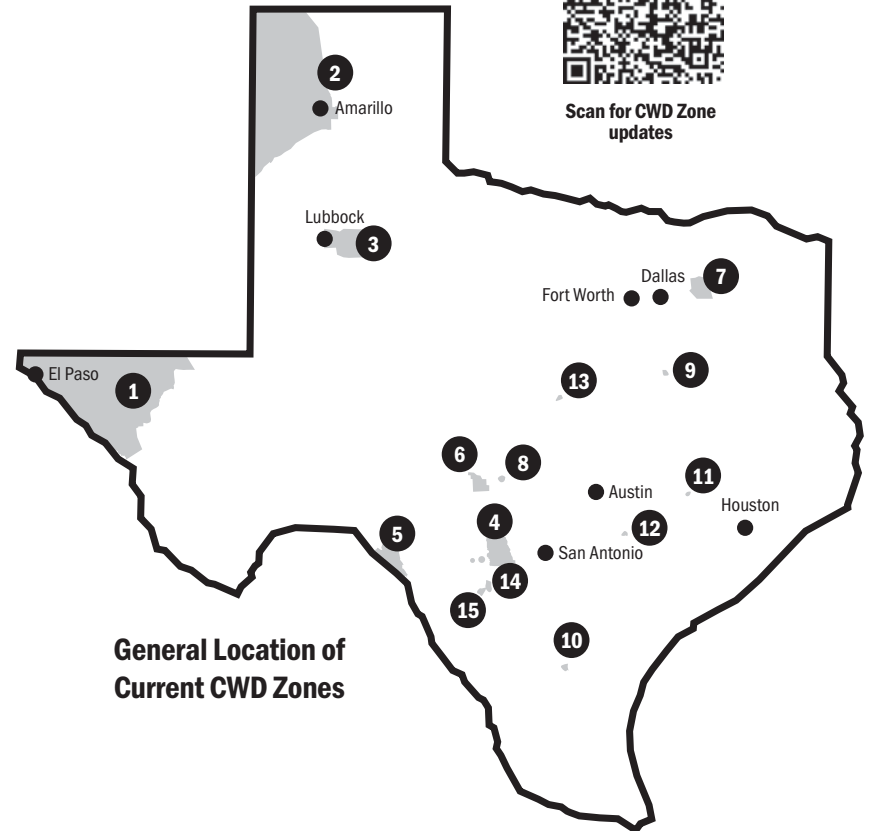 Scan for CWD Zone
updates
2
Amarillo
Lubbock
3
7
Dallas
Fort Worth
El Paso
1
9
13
6
8
11
Austin
Houston
4
12
5
San Antonio
14
15
10
General Location of
Current CWD Zones